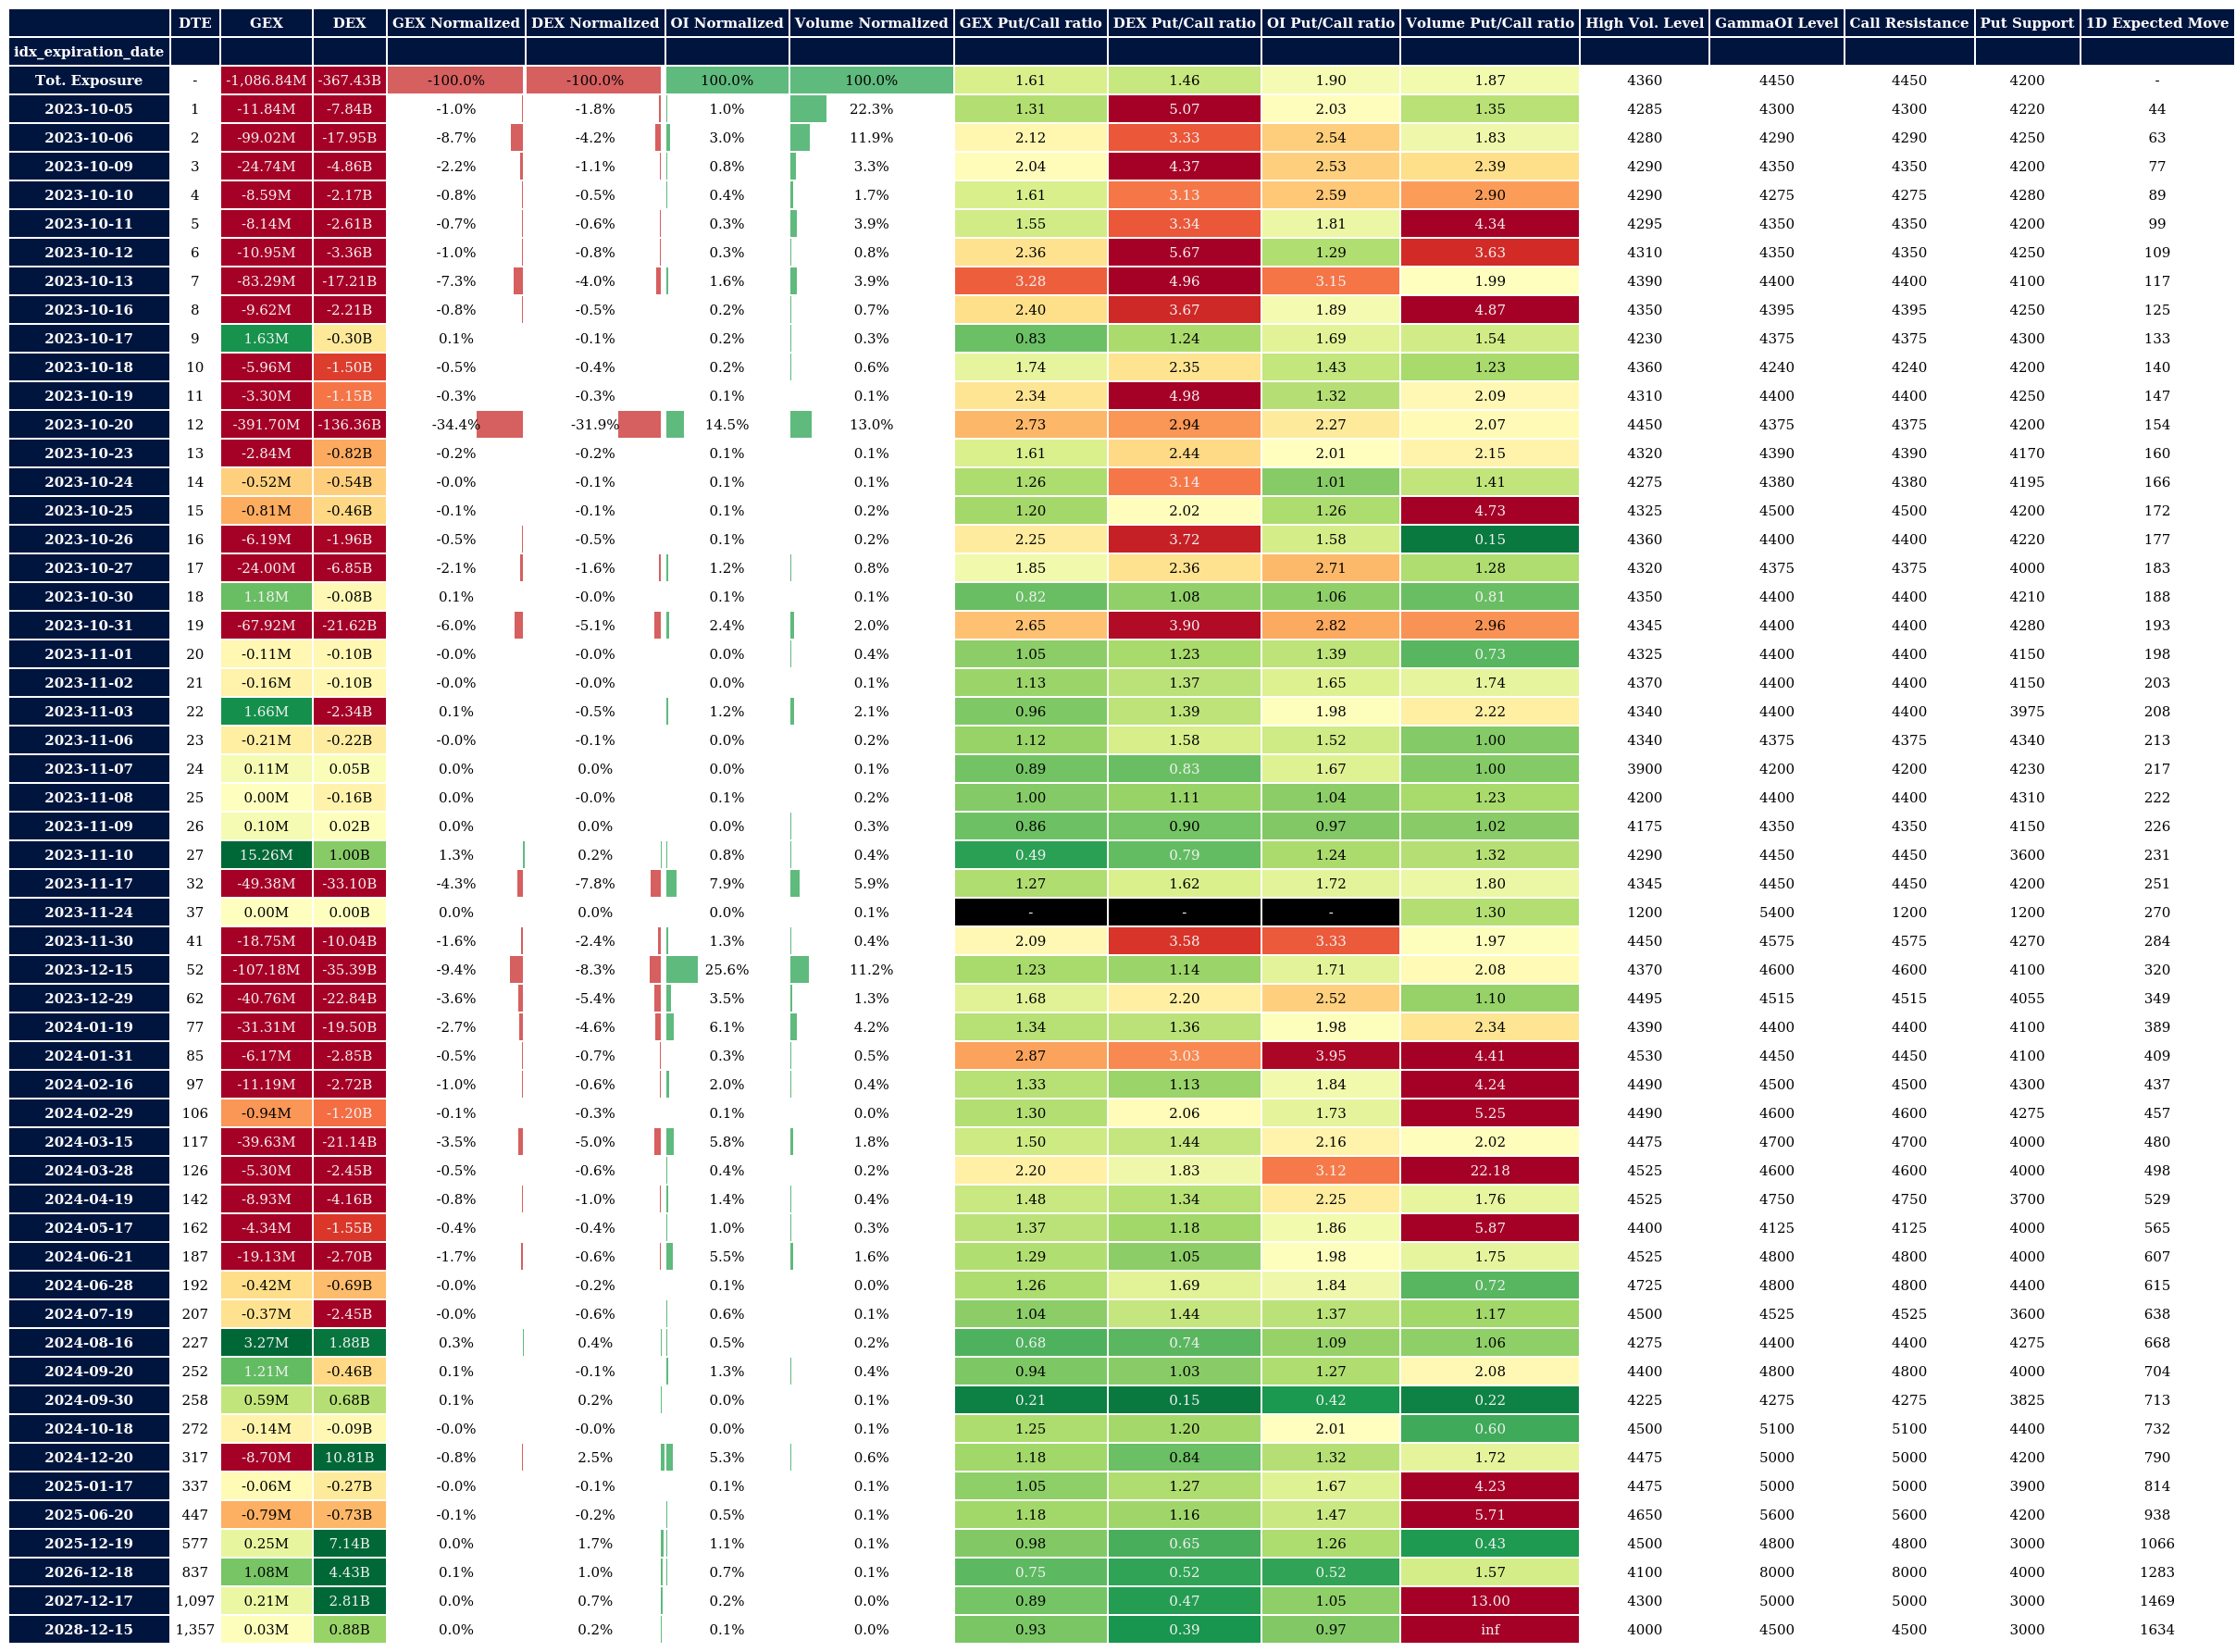 DTE GEX DEX GEX Normalized DEX Normalized OI Normalized Volume Normalized GEX Put/Call ratio DEX Put/Call ratio OI Put/Call ratio Volume Put/Call ratio High Vol. Level GammaOI Level Call Resistance Put Support 1D Expected Move
idx_expiration_date
Tot. Exposure - -1,086.84M -367.43B -100.0% -100.0% 100.0% 100.0% 1.61 1.46 1.90 1.87 4360 4450 4450 4200 -
2023-10-05 1 -11.84M -7.84B -1.0% -1.8% 1.0% 22.3% 1.31 5.07 2.03 1.35 4285 4300 4300 4220 44
2023-10-06 2 -99.02M -17.95B -8.7% -4.2% 3.0% 11.9% 2.12 3.33 2.54 1.83 4280 4290 4290 4250 63
2023-10-09 3 -24.74M -4.86B -2.2% -1.1% 0.8% 3.3% 2.04 4.37 2.53 2.39 4290 4350 4350 4200 77
2023-10-10 4 -8.59M -2.17B -0.8% -0.5% 0.4% 1.7% 1.61 3.13 2.59 2.90 4290 4275 4275 4280 89
2023-10-11 5 -8.14M -2.61B -0.7% -0.6% 0.3% 3.9% 1.55 3.34 1.81 4.34 4295 4350 4350 4200 99
2023-10-12 6 -10.95M -3.36B -1.0% -0.8% 0.3% 0.8% 2.36 5.67 1.29 3.63 4310 4350 4350 4250 109
2023-10-13 7 -83.29M -17.21B -7.3% -4.0% 1.6% 3.9% 3.28 4.96 3.15 1.99 4390 4400 4400 4100 117
2023-10-16 8 -9.62M -2.21B -0.8% -0.5% 0.2% 0.7% 2.40 3.67 1.89 4.87 4350 4395 4395 4250 125
2023-10-17 9 1.63M -0.30B 0.1% -0.1% 0.2% 0.3% 0.83 1.24 1.69 1.54 4230 4375 4375 4300 133
2023-10-18 10 -5.96M -1.50B -0.5% -0.4% 0.2% 0.6% 1.74 2.35 1.43 1.23 4360 4240 4240 4200 140
2023-10-19 11 -3.30M -1.15B -0.3% -0.3% 0.1% 0.1% 2.34 4.98 1.32 2.09 4310 4400 4400 4250 147
2023-10-20 12 -391.70M -136.36B -34.4% -31.9% 14.5% 13.0% 2.73 2.94 2.27 2.07 4450 4375 4375 4200 154
2023-10-23 13 -2.84M -0.82B -0.2% -0.2% 0.1% 0.1% 1.61 2.44 2.01 2.15 4320 4390 4390 4170 160
2023-10-24 14 -0.52M -0.54B -0.0% -0.1% 0.1% 0.1% 1.26 3.14 1.01 1.41 4275 4380 4380 4195 166
2023-10-25 15 -0.81M -0.46B -0.1% -0.1% 0.1% 0.2% 1.20 2.02 1.26 4.73 4325 4500 4500 4200 172
2023-10-26 16 -6.19M -1.96B -0.5% -0.5% 0.1% 0.2% 2.25 3.72 1.58 0.15 4360 4400 4400 4220 177
2023-10-27 17 -24.00M -6.85B -2.1% -1.6% 1.2% 0.8% 1.85 2.36 2.71 1.28 4320 4375 4375 4000 183
2023-10-30 18 1.18M -0.08B 0.1% -0.0% 0.1% 0.1% 0.82 1.08 1.06 0.81 4350 4400 4400 4210 188
2023-10-31 19 -67.92M -21.62B -6.0% -5.1% 2.4% 2.0% 2.65 3.90 2.82 2.96 4345 4400 4400 4280 193
2023-11-01 20 -0.11M -0.10B -0.0% -0.0% 0.0% 0.4% 1.05 1.23 1.39 0.73 4325 4400 4400 4150 198
2023-11-02 21 -0.16M -0.10B -0.0% -0.0% 0.0% 0.1% 1.13 1.37 1.65 1.74 4370 4400 4400 4150 203
2023-11-03 22 1.66M -2.34B 0.1% -0.5% 1.2% 2.1% 0.96 1.39 1.98 2.22 4340 4400 4400 3975 208
2023-11-06 23 -0.21M -0.22B -0.0% -0.1% 0.0% 0.2% 1.12 1.58 1.52 1.00 4340 4375 4375 4340 213
2023-11-07 24 0.11M 0.05B 0.0% 0.0% 0.0% 0.1% 0.89 0.83 1.67 1.00 3900 4200 4200 4230 217
2023-11-08 25 0.00M -0.16B 0.0% -0.0% 0.1% 0.2% 1.00 1.11 1.04 1.23 4200 4400 4400 4310 222
2023-11-09 26 0.10M 0.02B 0.0% 0.0% 0.0% 0.3% 0.86 0.90 0.97 1.02 4175 4350 4350 4150 226
2023-11-10 27 15.26M 1.00B 1.3% 0.2% 0.8% 0.4% 0.49 0.79 1.24 1.32 4290 4450 4450 3600 231
2023-11-17 32 -49.38M -33.10B -4.3% -7.8% 7.9% 5.9% 1.27 1.62 1.72 1.80 4345 4450 4450 4200 251
2023-11-24 37 0.00M 0.00B 0.0% 0.0% 0.0% 0.1% - - - 1.30 1200 5400 1200 1200 270
2023-11-30 41 -18.75M -10.04B -1.6% -2.4% 1.3% 0.4% 2.09 3.58 3.33 1.97 4450 4575 4575 4270 284
2023-12-15 52 -107.18M -35.39B -9.4% -8.3% 25.6% 11.2% 1.23 1.14 1.71 2.08 4370 4600 4600 4100 320
2023-12-29 62 -40.76M -22.84B -3.6% -5.4% 3.5% 1.3% 1.68 2.20 2.52 1.10 4495 4515 4515 4055 349
2024-01-19 77 -31.31M -19.50B -2.7% -4.6% 6.1% 4.2% 1.34 1.36 1.98 2.34 4390 4400 4400 4100 389
2024-01-31 85 -6.17M -2.85B -0.5% -0.7% 0.3% 0.5% 2.87 3.03 3.95 4.41 4530 4450 4450 4100 409
2024-02-16 97 -11.19M -2.72B -1.0% -0.6% 2.0% 0.4% 1.33 1.13 1.84 4.24 4490 4500 4500 4300 437
2024-02-29 106 -0.94M -1.20B -0.1% -0.3% 0.1% 0.0% 1.30 2.06 1.73 5.25 4490 4600 4600 4275 457
2024-03-15 117 -39.63M -21.14B -3.5% -5.0% 5.8% 1.8% 1.50 1.44 2.16 2.02 4475 4700 4700 4000 480
2024-03-28 126 -5.30M -2.45B -0.5% -0.6% 0.4% 0.2% 2.20 1.83 3.12 22.18 4525 4600 4600 4000 498
2024-04-19 142 -8.93M -4.16B -0.8% -1.0% 1.4% 0.4% 1.48 1.34 2.25 1.76 4525 4750 4750 3700 529
2024-05-17 162 -4.34M -1.55B -0.4% -0.4% 1.0% 0.3% 1.37 1.18 1.86 5.87 4400 4125 4125 4000 565
2024-06-21 187 -19.13M -2.70B -1.7% -0.6% 5.5% 1.6% 1.29 1.05 1.98 1.75 4525 4800 4800 4000 607
2024-06-28 192 -0.42M -0.69B -0.0% -0.2% 0.1% 0.0% 1.26 1.69 1.84 0.72 4725 4800 4800 4400 615
2024-07-19 207 -0.37M -2.45B -0.0% -0.6% 0.6% 0.1% 1.04 1.44 1.37 1.17 4500 4525 4525 3600 638
2024-08-16 227 3.27M 1.88B 0.3% 0.4% 0.5% 0.2% 0.68 0.74 1.09 1.06 4275 4400 4400 4275 668
2024-09-20 252 1.21M -0.46B 0.1% -0.1% 1.3% 0.4% 0.94 1.03 1.27 2.08 4400 4800 4800 4000 704
2024-09-30 258 0.59M 0.68B 0.1% 0.2% 0.0% 0.1% 0.21 0.15 0.42 0.22 4225 4275 4275 3825 713
2024-10-18 272 -0.14M -0.09B -0.0% -0.0% 0.0% 0.1% 1.25 1.20 2.01 0.60 4500 5100 5100 4400 732
2024-12-20 317 -8.70M 10.81B -0.8% 2.5% 5.3% 0.6% 1.18 0.84 1.32 1.72 4475 5000 5000 4200 790
2025-01-17 337 -0.06M -0.27B -0.0% -0.1% 0.1% 0.1% 1.05 1.27 1.67 4.23 4475 5000 5000 3900 814
2025-06-20 447 -0.79M -0.73B -0.1% -0.2% 0.5% 0.1% 1.18 1.16 1.47 5.71 4650 5600 5600 4200 938
2025-12-19 577 0.25M 7.14B 0.0% 1.7% 1.1% 0.1% 0.98 0.65 1.26 0.43 4500 4800 4800 3000 1066
2026-12-18 837 1.08M 4.43B 0.1% 1.0% 0.7% 0.1% 0.75 0.52 0.52 1.57 4100 8000 8000 4000 1283
2027-12-17 1,097 0.21M 2.81B 0.0% 0.7% 0.2% 0.0% 0.89 0.47 1.05 13.00 4300 5000 5000 3000 1469
2028-12-15 1,357 0.03M 0.88B 0.0% 0.2% 0.1% 0.0% 0.93 0.39 0.97 inf 4000 4500 4500 3000 1634